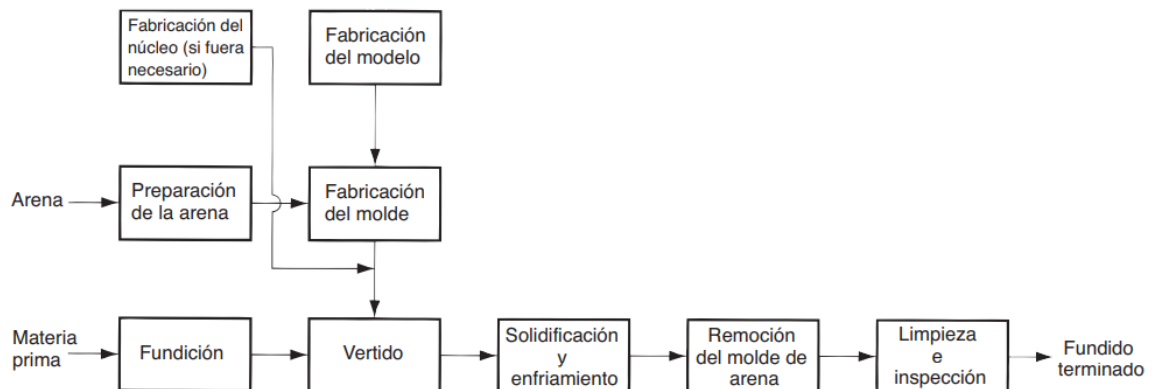 Fabricación del
núcleo (si fuera
necesario)
Fabricación
del modelo
Arena
Preparación
de la arena
Fabricación
del molde
Materia
prima
Fundición
Vertido
Solidificación
y
enfriamiento
Remoción
del molde de
arena
Limpieza
e
inspección
Fundido
terminado